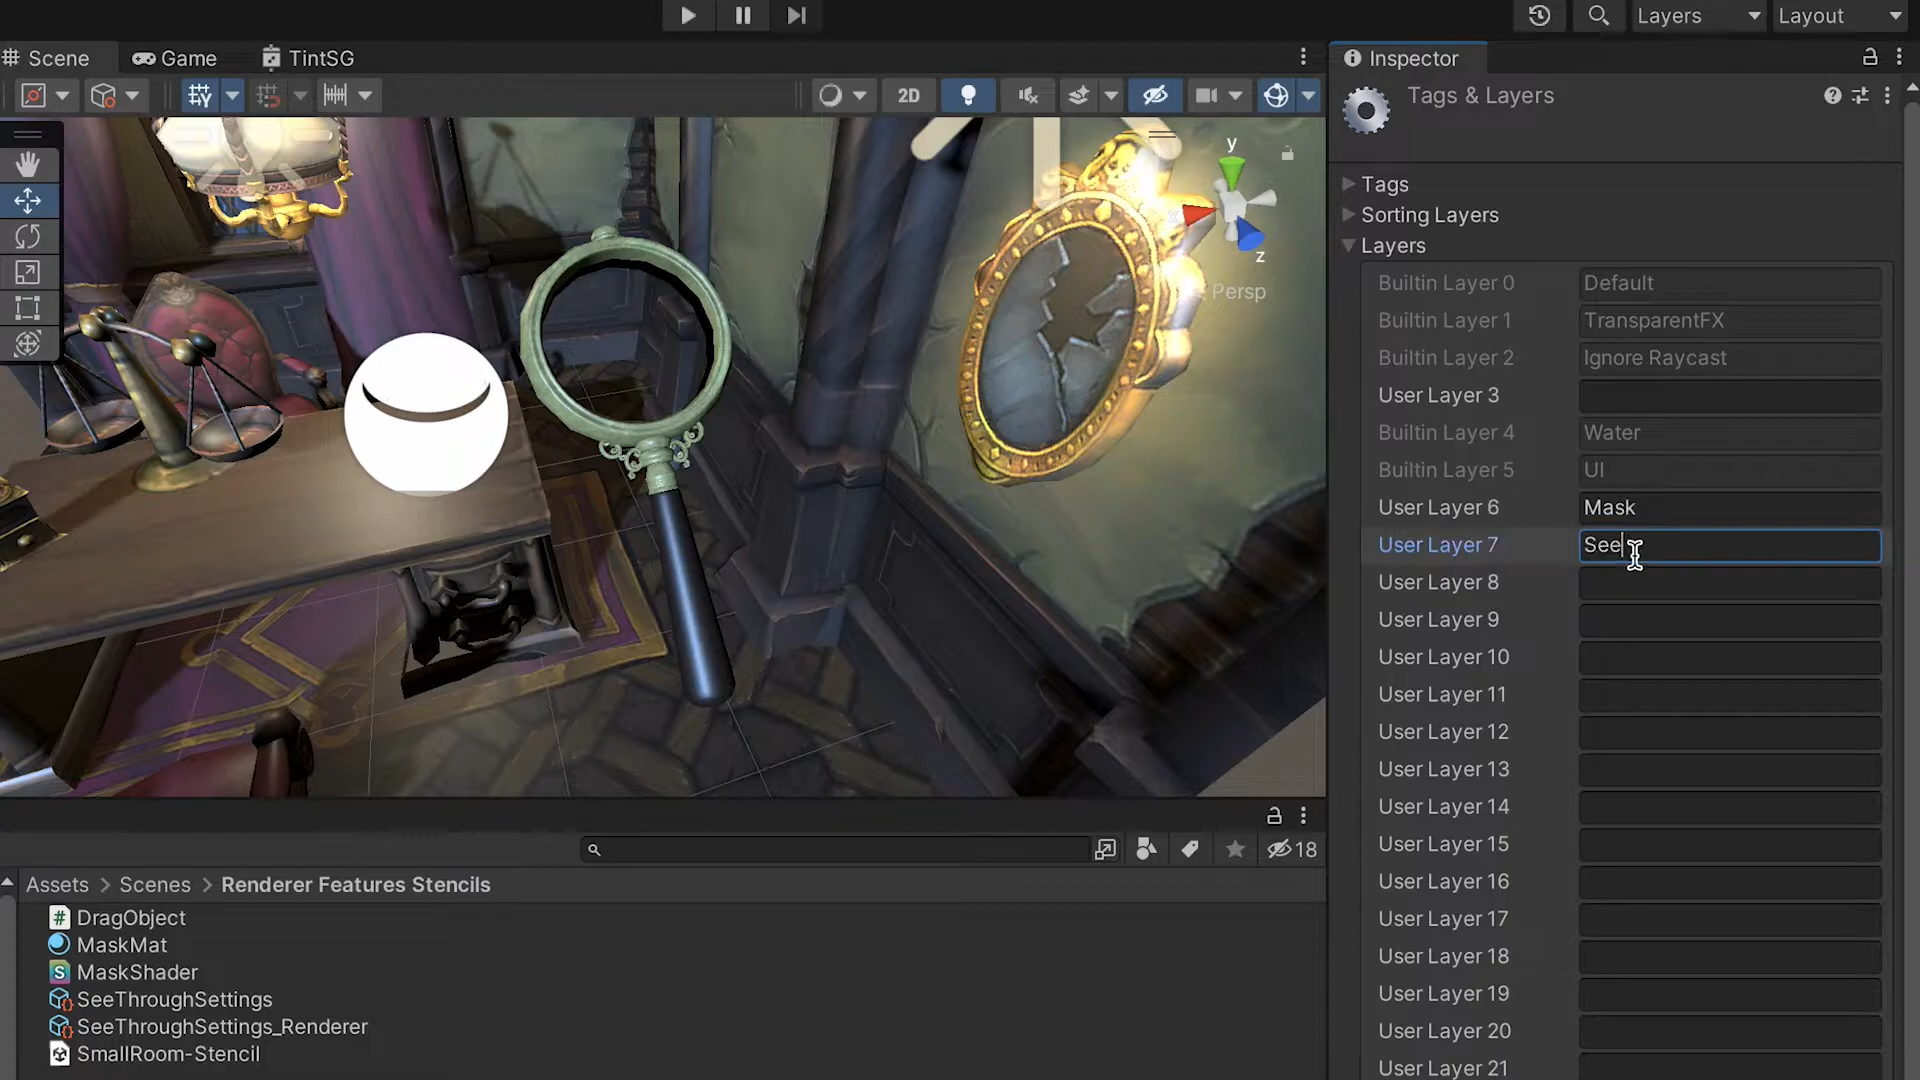 Layers
Layout
Scene
Game
TintSG
Inspector
2D
Tags & Layers
y
x
z
Persp
Tags
Sorting Layers
Layers
Builtin Layer 0 Default
Builtin Layer 1 TransparentFX
Builtin Layer 2 Ignore Raycast
User Layer 3
Builtin Layer 4 Water
Builtin Layer 5 UI
User Layer 6 Mask
User Layer 7 See
User Layer 8
User Layer 9
User Layer 10
User Layer 11
User Layer 12
User Layer 13
User Layer 14
User Layer 15
User Layer 16
User Layer 17
User Layer 18
User Layer 19
User Layer 20
User Layer 21
18
Assets > Scenes > Renderer Features Stencils
DragObject
MaskMat
MaskShader
SeeThroughSettings
SeeThroughSettings_Renderer
SmallRoom-Stencil